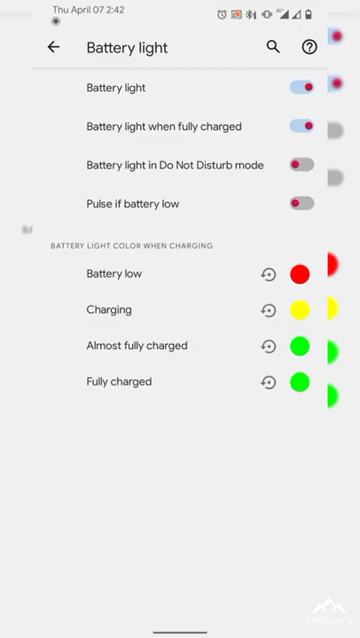 Thu April 07 2:42
Battery light
Battery light
Battery light when fully charged
Battery light in Do Not Disturb mode
Pulse if battery low
BATTERY LIGHT COLOR WHEN CHARGING
Battery low
Charging
Almost fully charged
Fully charged